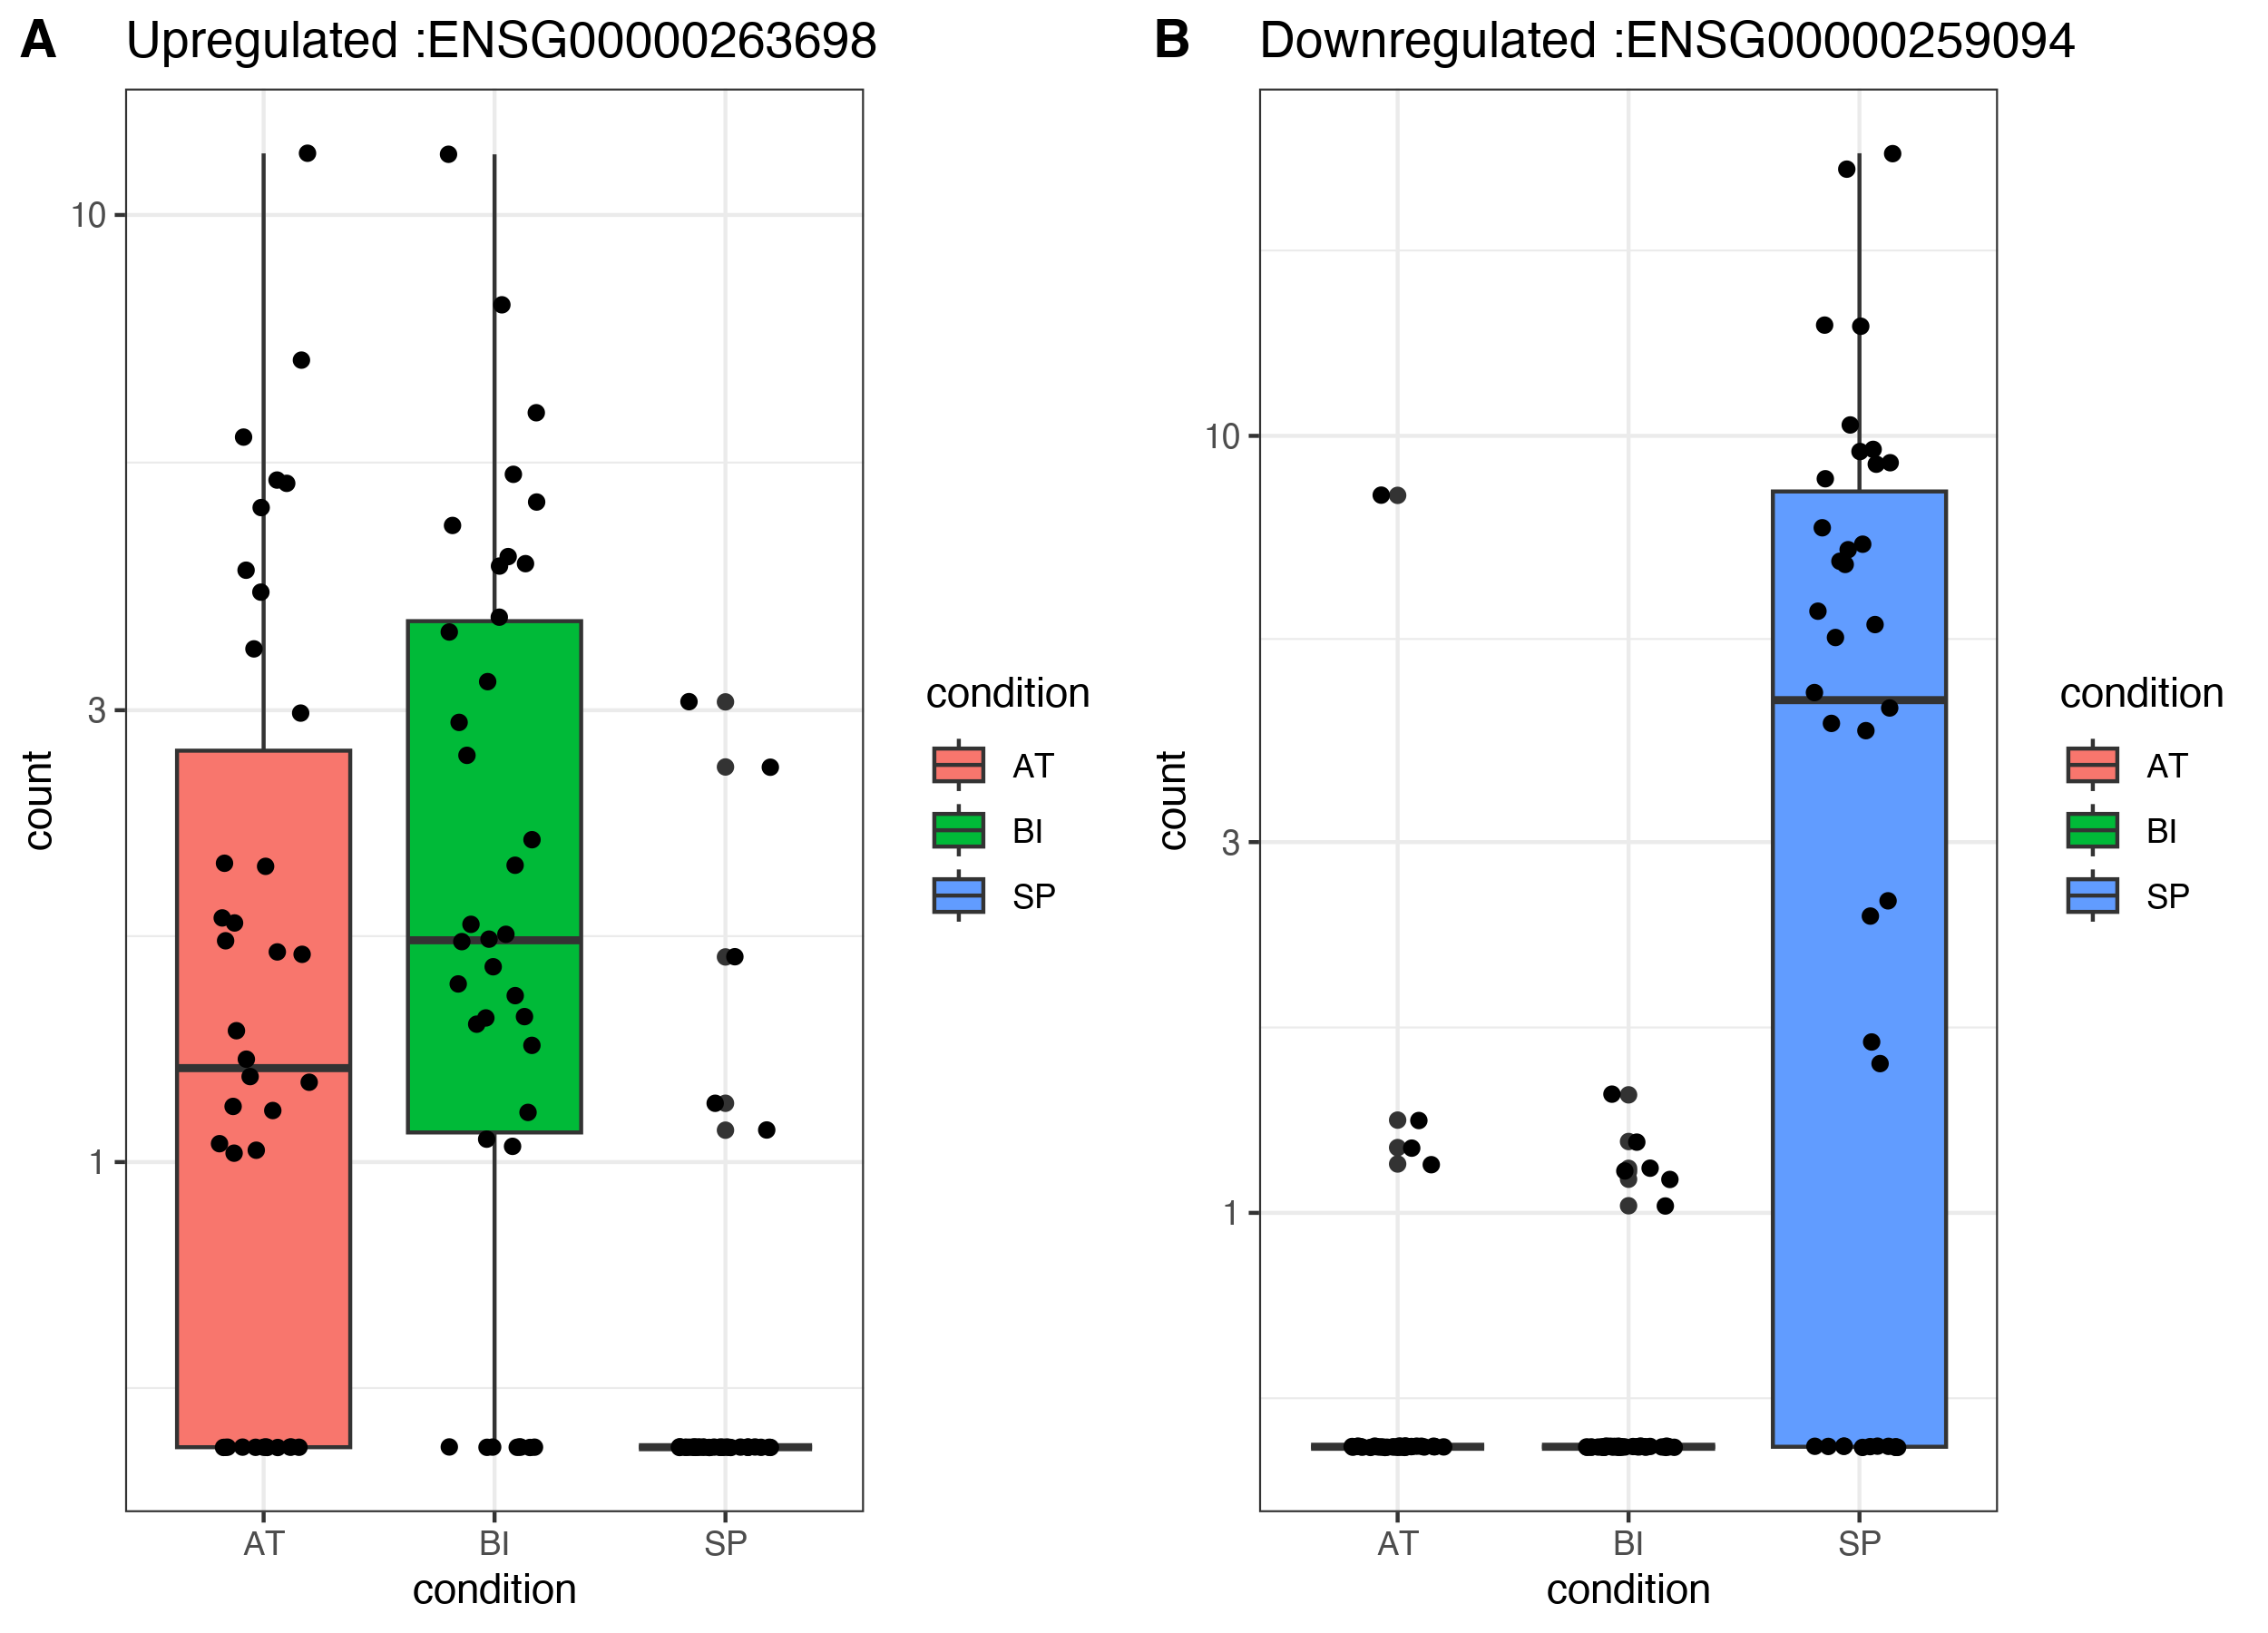 A Upregulated :ENSG00000263698
10
3
1
count
AT BI SP
condition
condition
AT
BI
SP
B Downregulated :ENSG00000259094
10
3
1
count
AT BI SP
condition
condition
AT
BI
SP